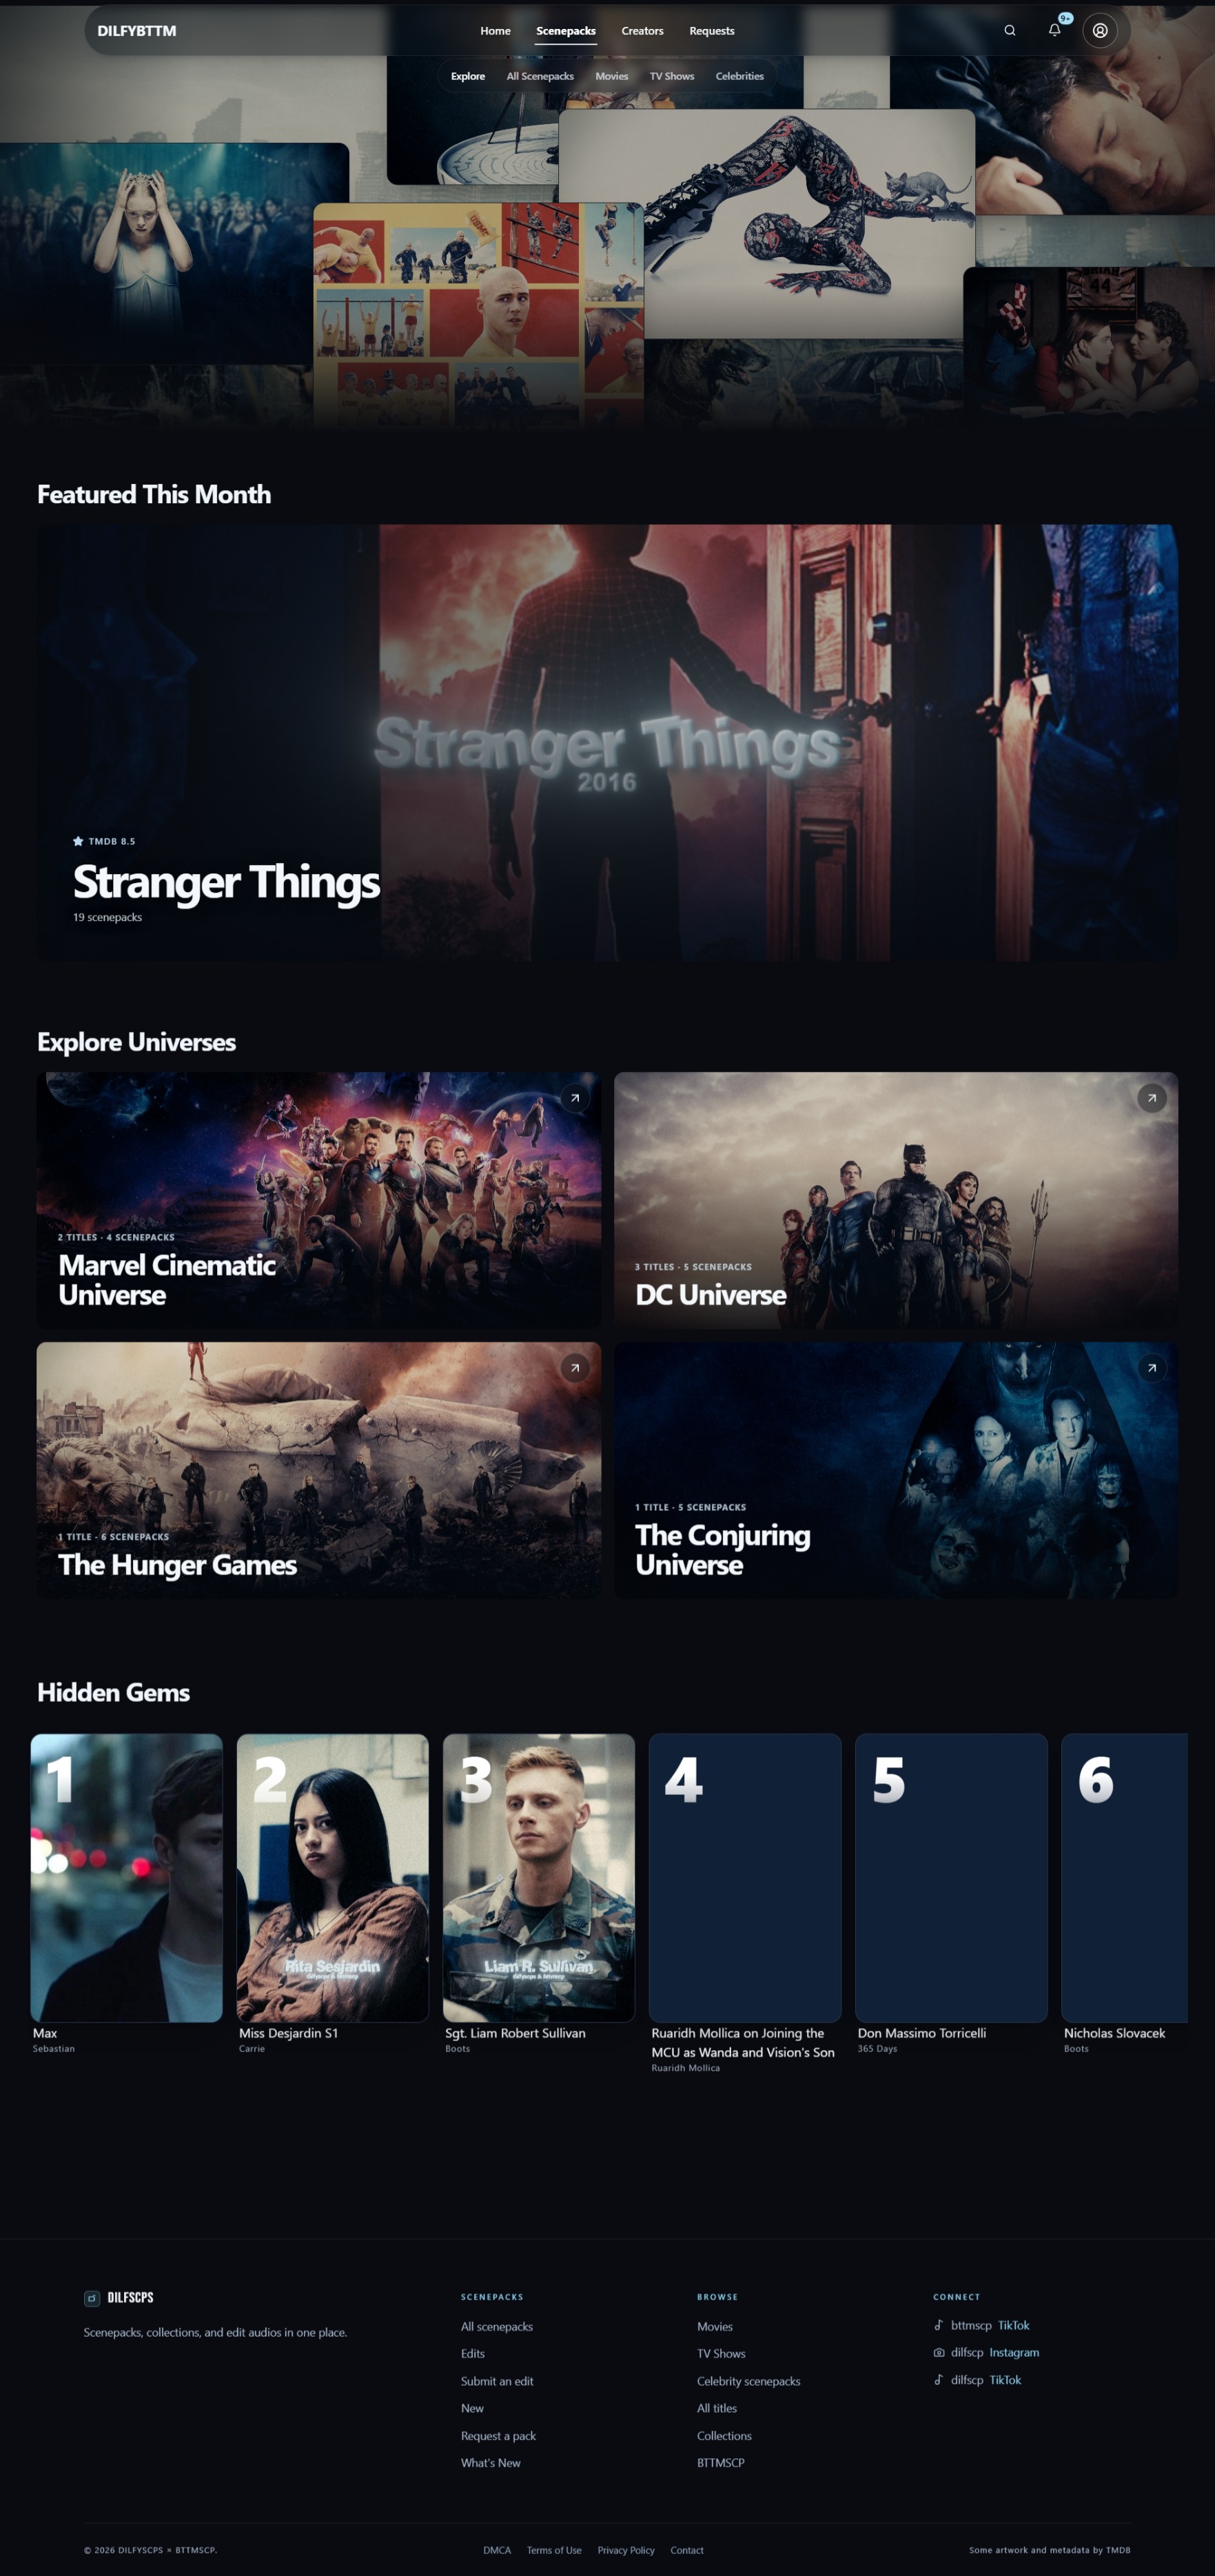 DILFYBTTM
Home Scenepacks Creators Requests
9+
Explore All Scenepacks Movies TV Shows Celebrities
44
Featured This Month
Stranger Things
2016
TMDB 8.5
Stranger Things
19 scenepacks
Explore Universes
2 TITLES · 4 SCENEPACKS
Marvel Cinematic
Universe
3 TITLES · 5 SCENEPACKS
DC Universe
1 TITLE · 6 SCENEPACKS
The Hunger Games
1 TITLE · 5 SCENEPACKS
The Conjuring
Universe
Hidden Gems
1
2
3
4
5
6
Rita Sesjardin
Liam R. Sullivan
Max
Sebastian
Miss Desjardin S1
Carrie
Sgt. Liam Robert Sullivan
Boots
Ruaridh Mollica on Joining the
MCU as Wanda and Vision's Son
Ruaridh Mollica
Don Massimo Torricelli
365 Days
Nicholas Slovacek
Boots
DILFSCPS
Scenepacks, collections, and edit audios in one place.
SCENEPACKS
All scenepacks
Edits
Submit an edit
New
Request a pack
What's New
BROWSE
Movies
TV Shows
Celebrity scenepacks
All titles
Collections
BTTMSCP
CONNECT
bttmscp TikTok
dilfscp Instagram
dilfscp TikTok
© 2026 DILFYSCPS × BTTMSCP.
DMCA Terms of Use Privacy Policy Contact
Some artwork and metadata by TMDB